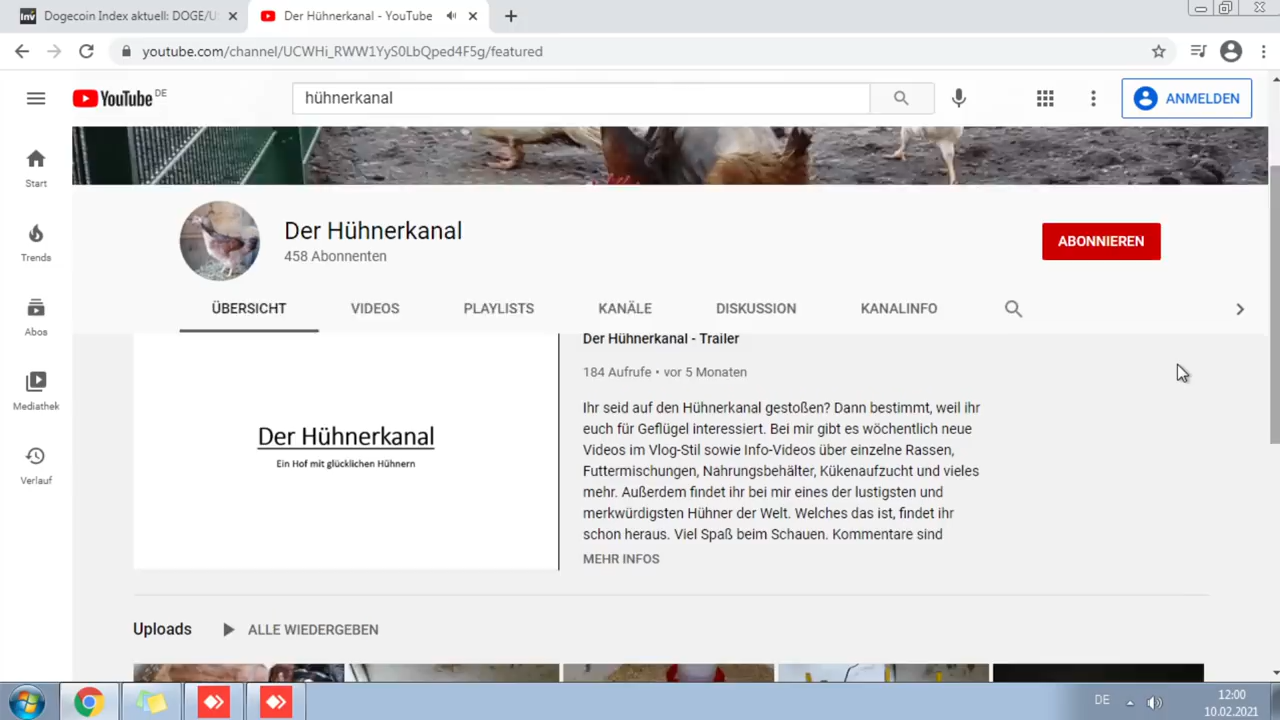 Dogecoin Index aktuell: DOGE/U
Der Hühnerkanal - YouTube
youtube.com/channel/UCWHi_RWW1YyS0LbQped4F5g/featured
YouTube DE
hühnerkanal
ANMELDEN
Start
Trends
Abos
Mediathek
Verlauf
Der Hühnerkanal
458 Abonnenten
ABONNIEREN
ÜBERSICHT VIDEOS PLAYLISTS KANÄLE DISKUSSION KANALINFO
Der Hühnerkanal
Ein Hof mit glücklichen Hühnern
Der Hühnerkanal - Trailer
184 Aufrufe • vor 5 Monaten
Ihr seid auf den Hühnerkanal gestoßen? Dann bestimmt, weil ihr
euch für Geflügel interessiert. Bei mir gibt es wöchentlich neue
Videos im Vlog-Stil sowie Info-Videos über einzelne Rassen,
Futtermischungen, Nahrungsbehälter, Kükenaufzucht und vieles
mehr. Außerdem findet ihr bei mir eines der lustigsten und
merkwürdigsten Hühner der Welt. Welches das ist, findet ihr
schon heraus. Viel Spaß beim Schauen. Kommentare sind
MEHR INFOS
Uploads ALLE WIEDERGEBEN
DE
12:00
10.02.2021